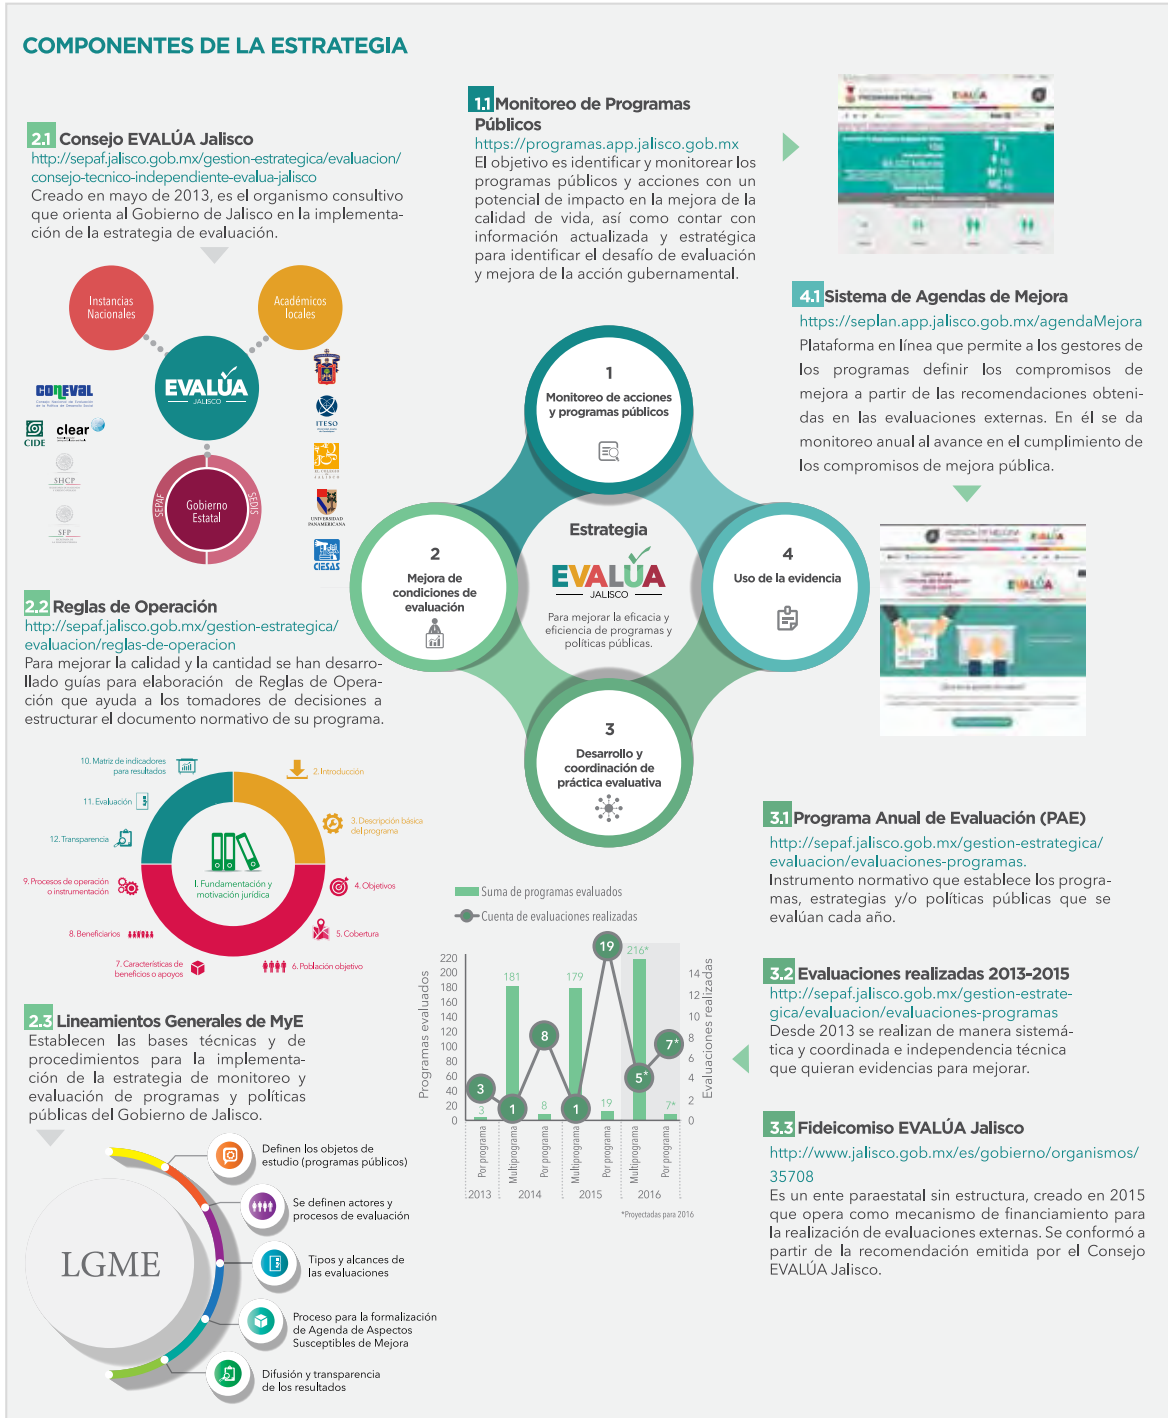 COMPONENTES DE LA ESTRATEGIA
2.1 Consejo EVALÚA Jalisco
http://sepaf.jalisco.gob.mx/gestion-estrategica/evaluacion/
consejo-tecnico-independiente-evalua-jalisco
Creado en mayo de 2013, es el organismo consultivo
que orienta al Gobierno de Jalisco en la implementa-
ción de la estrategia de evaluación.
Instancias
Nacionales
Académicos
locales
EVALÚA
JALISCO
CONEVAL
CIDE
clear
SHCP
SFP
SEPAF
SEDIS
Gobierno
Estatal
ITESO
EL COLEGIO
DE
JALISCO
UNIVERSIDAD
PANAMERICANA
CIESAS
1.1 Monitoreo de Programas
Públicos
https://programas.app.jalisco.gob.mx
El objetivo es identificar y monitorear los
programas públicos y acciones con un
potencial de impacto en la mejora de la
calidad de vida, así como contar con
información actualizada y estratégica
para identificar el desafío de evaluación
y mejora de la acción gubernamental.
EVALÚA
4.1 Sistema de Agendas de Mejora
https://seplan.app.jalisco.gob.mx/agendaMejora
Plataforma en línea que permite a los gestores de
los programas definir los compromisos de
mejora a partir de las recomendaciones obteni-
das en las evaluaciones externas. En él se da
monitoreo anual al avance en el cumplimiento de
los compromisos de mejora pública.
AGENDA DE MEJORA
EVALÚA
1
Monitoreo de acciones
y programas públicos
2
Mejora de
condiciones de
evaluación
Estrategia
EVALÚA
JALISCO
Para mejorar la eficacia y
eficiencia de programas y
políticas públicas.
4
Uso de la evidencia
3
Desarrollo y
coordinación de
práctica evaluativa
2.2 Reglas de Operación
http://sepaf.jalisco.gob.mx/gestion-estrategica/
evaluacion/reglas-de-operacion
Para mejorar la calidad y la cantidad se han desarro-
llado guías para elaboración de Reglas de Opera-
ción que ayuda a los tomadores de decisiones a
estructurar el documento normativo de su programa.
I. Fundamentación y
motivación jurídica
2. Introducción
3. Descripción básica
del programa
4. Objetivos
5. Cobertura
6. Población objetivo
7. Características de
beneficios o apoyos
8. Beneficiarios
9. Procesos de operación
o instrumentación
10. Matriz de indicadores
para resultados
11. Evaluación
12. Transparencia
2.3 Lineamientos Generales de MyE
Establecen las bases técnicas y de
procedimientos para la implementa-
ción de la estrategia de monitoreo y
evaluación de programas y políticas
públicas del Gobierno de Jalisco.
LGME
Definen los objetos de
estudio (programas públicos)
Se definen actores y
procesos de evaluación
Tipos y alcances de
las evaluaciones
Proceso para la formalización
de Agenda de Aspectos
Susceptibles de Mejora
Difusión y transparencia
de los resultados
Suma de programas evaluados
Cuenta de evaluaciones realizadas
Programas evaluados
220
200
180
160
140
120
100
80
60
40
20
0
Evaluaciones realizadas
14
12
10
8
6
4
2
0
3
3
181
1
8
8
179
1
19
19
216*
5*
7*
7*
Por programa
Multiprograma
Por programa
Multiprograma
Por programa
Multiprograma
Por programa
2013
2014
2015
2016
*Proyectadas para 2016
3.1 Programa Anual de Evaluación (PAE)
http://sepaf.jalisco.gob.mx/gestion-estrategica/
evaluacion/evaluaciones-programas.
Instrumento normativo que establece los progra-
mas, estrategias y/o políticas públicas que se
evalúan cada año.
3.2 Evaluaciones realizadas 2013-2015
http://sepaf.jalisco.gob.mx/gestion-estrate-
gica/evaluacion/evaluaciones-programas
Desde 2013 se realizan de manera sistemá-
tica y coordinada e independencia técnica
que quieran evidencias para mejorar.
3.3 Fideicomiso EVALÚA Jalisco
http://www.jalisco.gob.mx/es/gobierno/organismos/
35708
Es un ente paraestatal sin estructura, creado en 2015
que opera como mecanismo de financiamiento para
la realización de evaluaciones externas. Se conformó a
partir de la recomendación emitida por el Consejo
EVALÚA Jalisco.